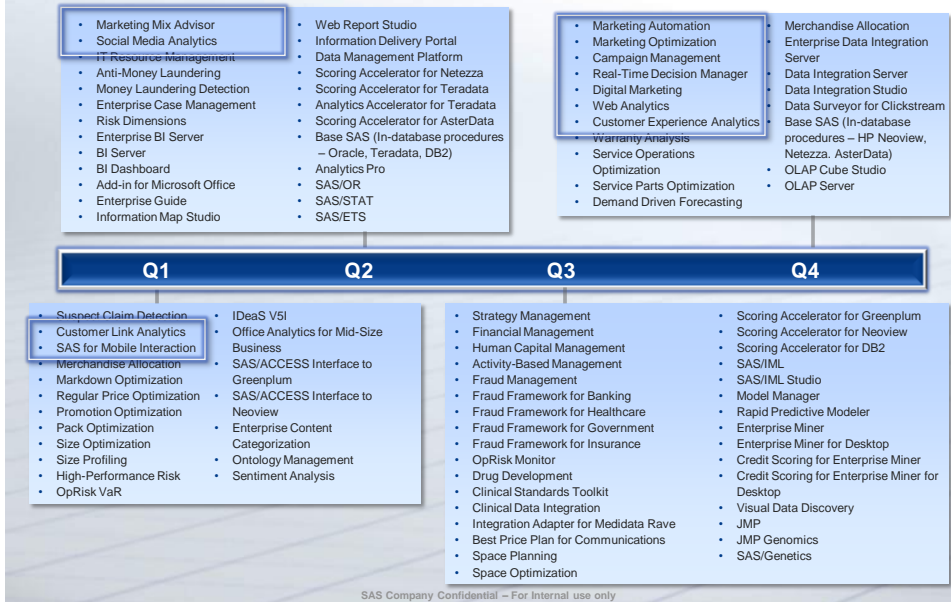 • Marketing Mix Advisor
• Social Media Analytics
• IT Resource Management
• Anti-Money Laundering
• Money Laundering Detection
• Enterprise Case Management
• Risk Dimensions
• Enterprise BI Server
• BI Server
• BI Dashboard
• Add-in for Microsoft Office
• Enterprise Guide
• Information Map Studio
• Web Report Studio
• Information Delivery Portal
• Data Management Platform
• Scoring Accelerator for Netezza
• Scoring Accelerator for Teradata
• Analytics Accelerator for Teradata
• Scoring Accelerator for AsterData
• Base SAS (In-database procedures
– Oracle, Teradata, DB2)
• Analytics Pro
• SAS/OR
• SAS/STAT
• SAS/ETS
• Marketing Automation
• Marketing Optimization
• Campaign Management
• Real-Time Decision Manager
• Digital Marketing
• Web Analytics
• Customer Experience Analytics
• Warranty Analysis
• Service Operations
Optimization
• Service Parts Optimization
• Demand Driven Forecasting
• Merchandise Allocation
• Enterprise Data Integration
Server
• Data Integration Server
• Data Integration Studio
• Data Surveyor for Clickstream
• Base SAS (In-database
procedures – HP Neoview,
Netezza. AsterData)
• OLAP Cube Studio
• OLAP Server
Q1
Q2
Q3
Q4
• Suspect Claim Detection
• Customer Link Analytics
• SAS for Mobile Interaction
• Merchandise Allocation
• Markdown Optimization
• Regular Price Optimization
• Promotion Optimization
• Pack Optimization
• Size Optimization
• Size Profiling
• High-Performance Risk
• OpRisk VaR
• IDeaS V5I
• Office Analytics for Mid-Size
Business
• SAS/ACCESS Interface to
Greenplum
• SAS/ACCESS Interface to
Neoview
• Enterprise Content
Categorization
• Ontology Management
• Sentiment Analysis
• Strategy Management
• Financial Management
• Human Capital Management
• Activity-Based Management
• Fraud Management
• Fraud Framework for Banking
• Fraud Framework for Healthcare
• Fraud Framework for Government
• Fraud Framework for Insurance
• OpRisk Monitor
• Drug Development
• Clinical Standards Toolkit
• Clinical Data Integration
• Integration Adapter for Medidata Rave
• Best Price Plan for Communications
• Space Planning
• Space Optimization
• Scoring Accelerator for Greenplum
• Scoring Accelerator for Neoview
• Scoring Accelerator for DB2
• SAS/IML
• SAS/IML Studio
• Model Manager
• Rapid Predictive Modeler
• Enterprise Miner
• Enterprise Miner for Desktop
• Credit Scoring for Enterprise Miner
• Credit Scoring for Enterprise Miner for
Desktop
• Visual Data Discovery
• JMP
• JMP Genomics
• SAS/Genetics
SAS Company Confidential – For Internal use only